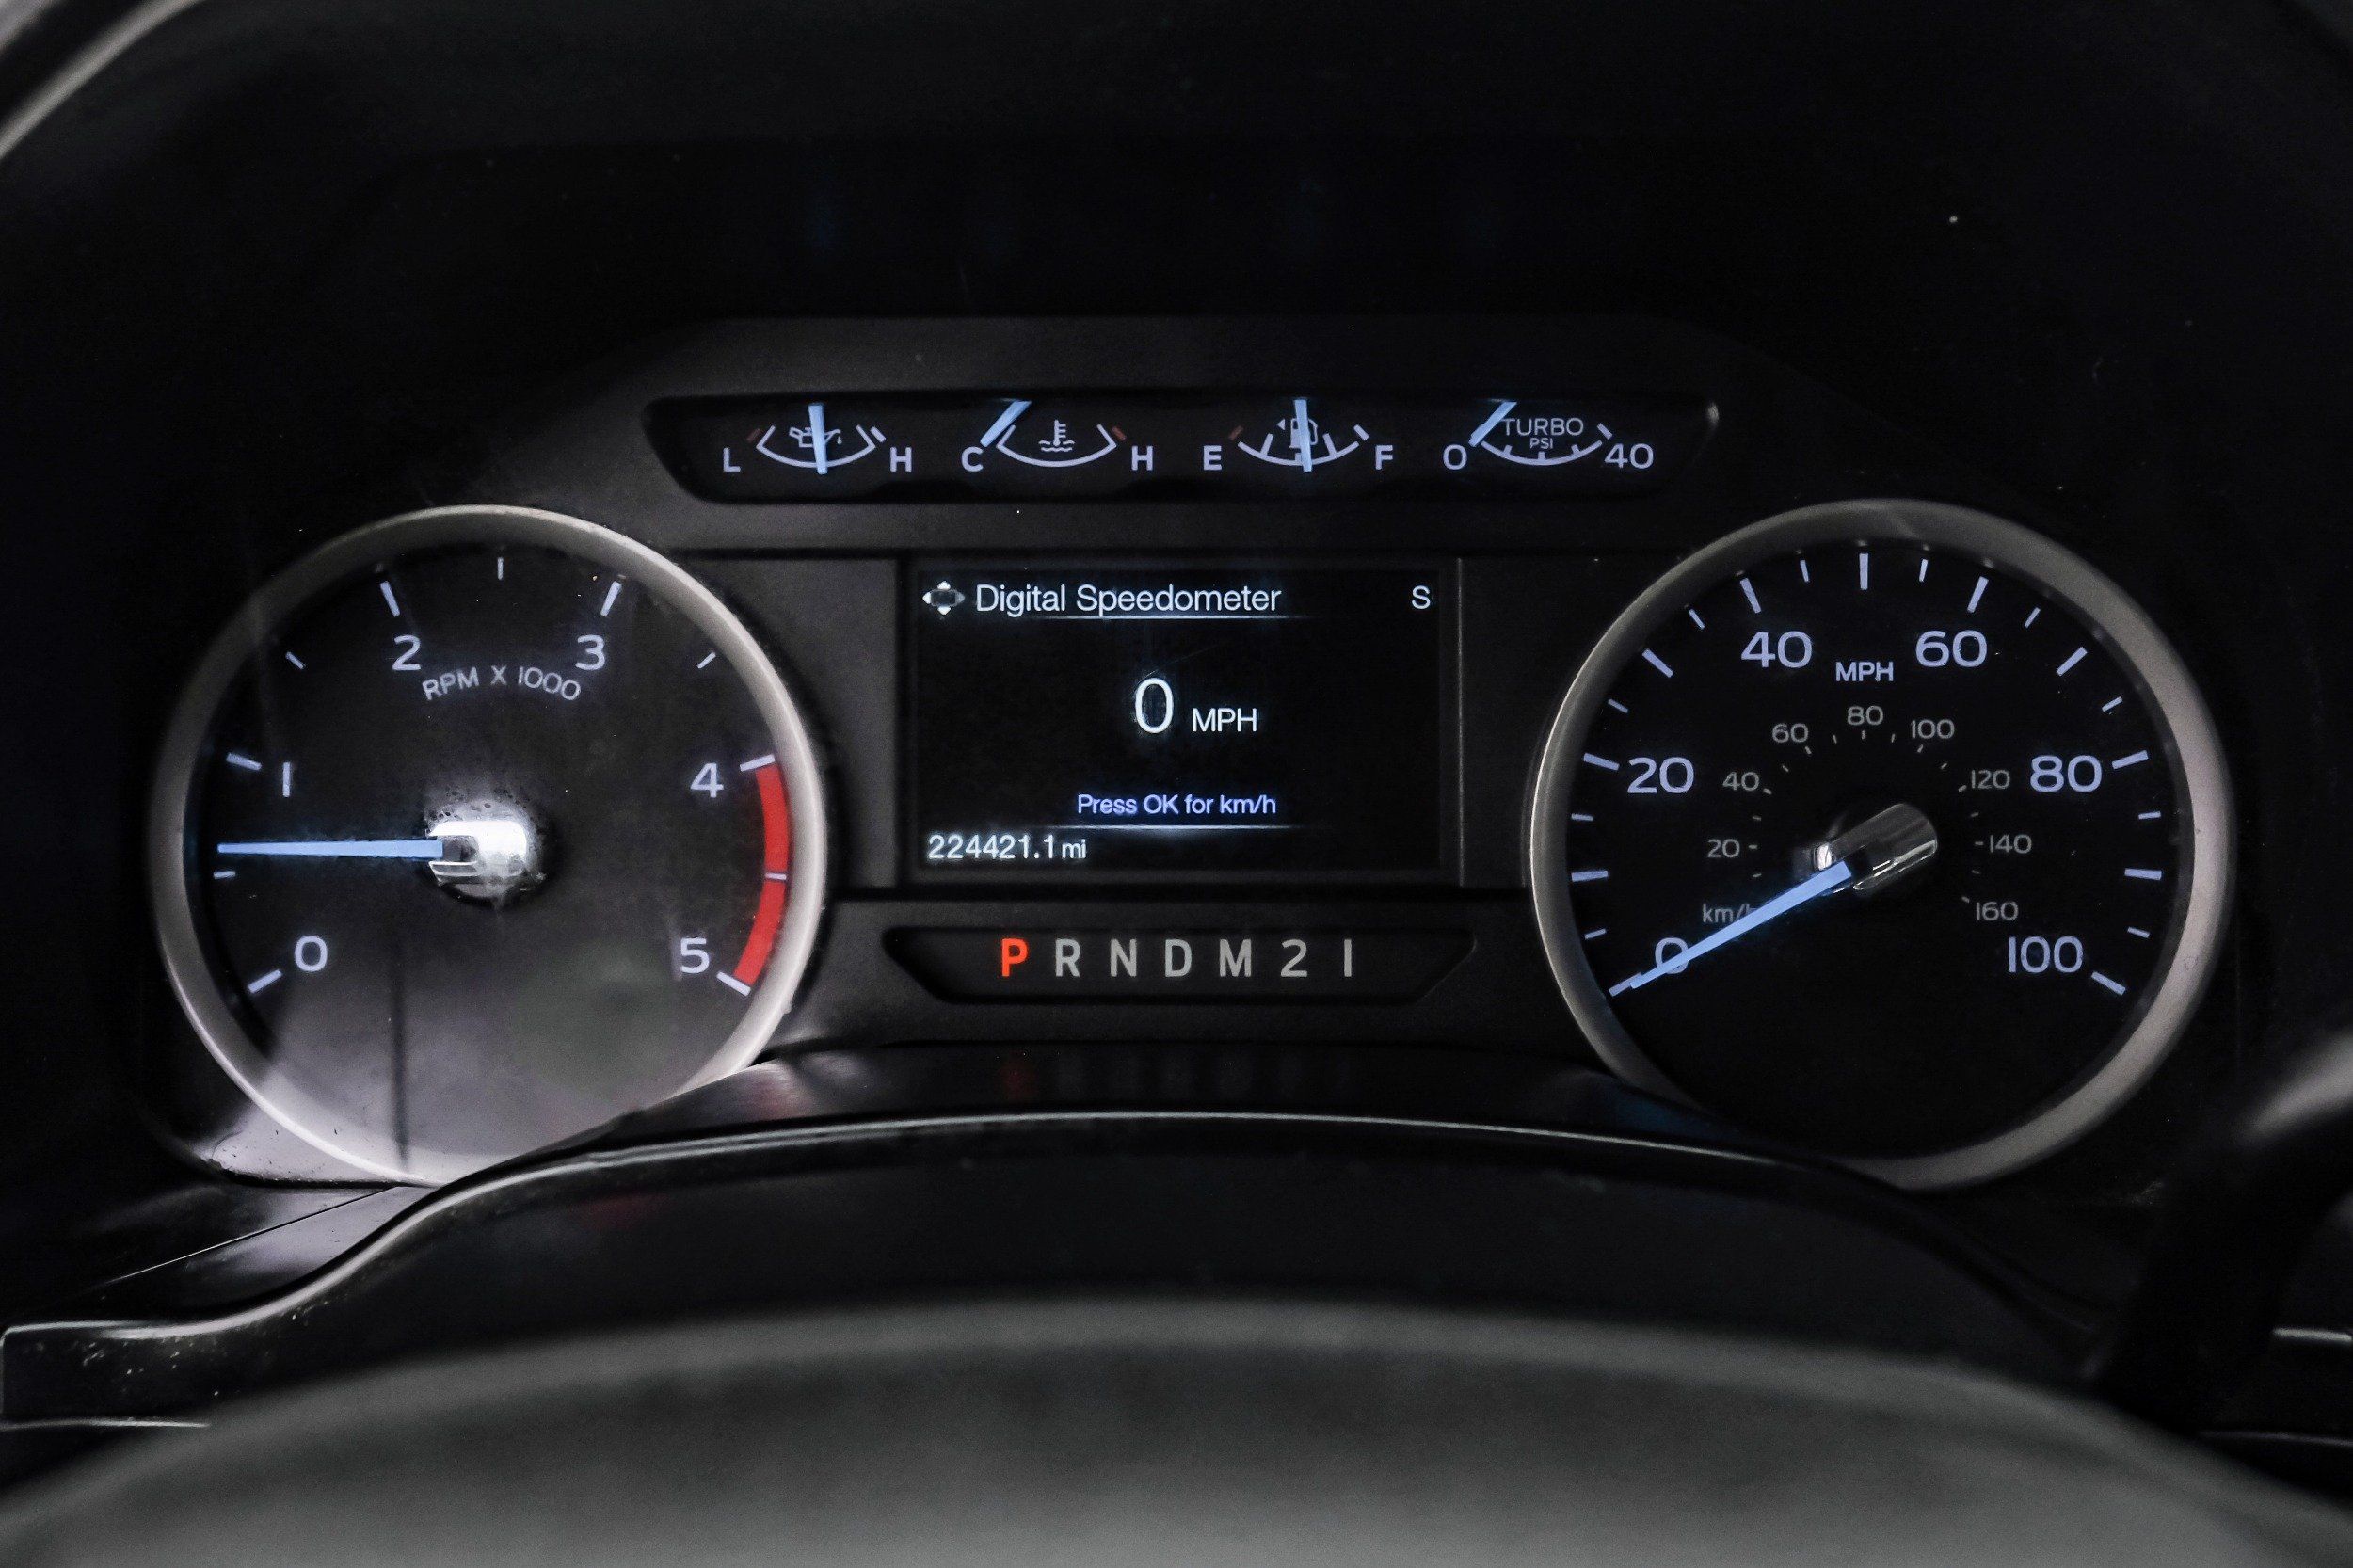 L H C H E F 0 TURBO 40
PSI
Digital Speedometer S
0 MPH
Press OK for km/h
224421.1 mi
P R N D M 2 1
0 1 2 3 4 5
RPM X 1000
0 20 40 60 80 100
MPH
20 40 60 80 100 120 140 160
km/h